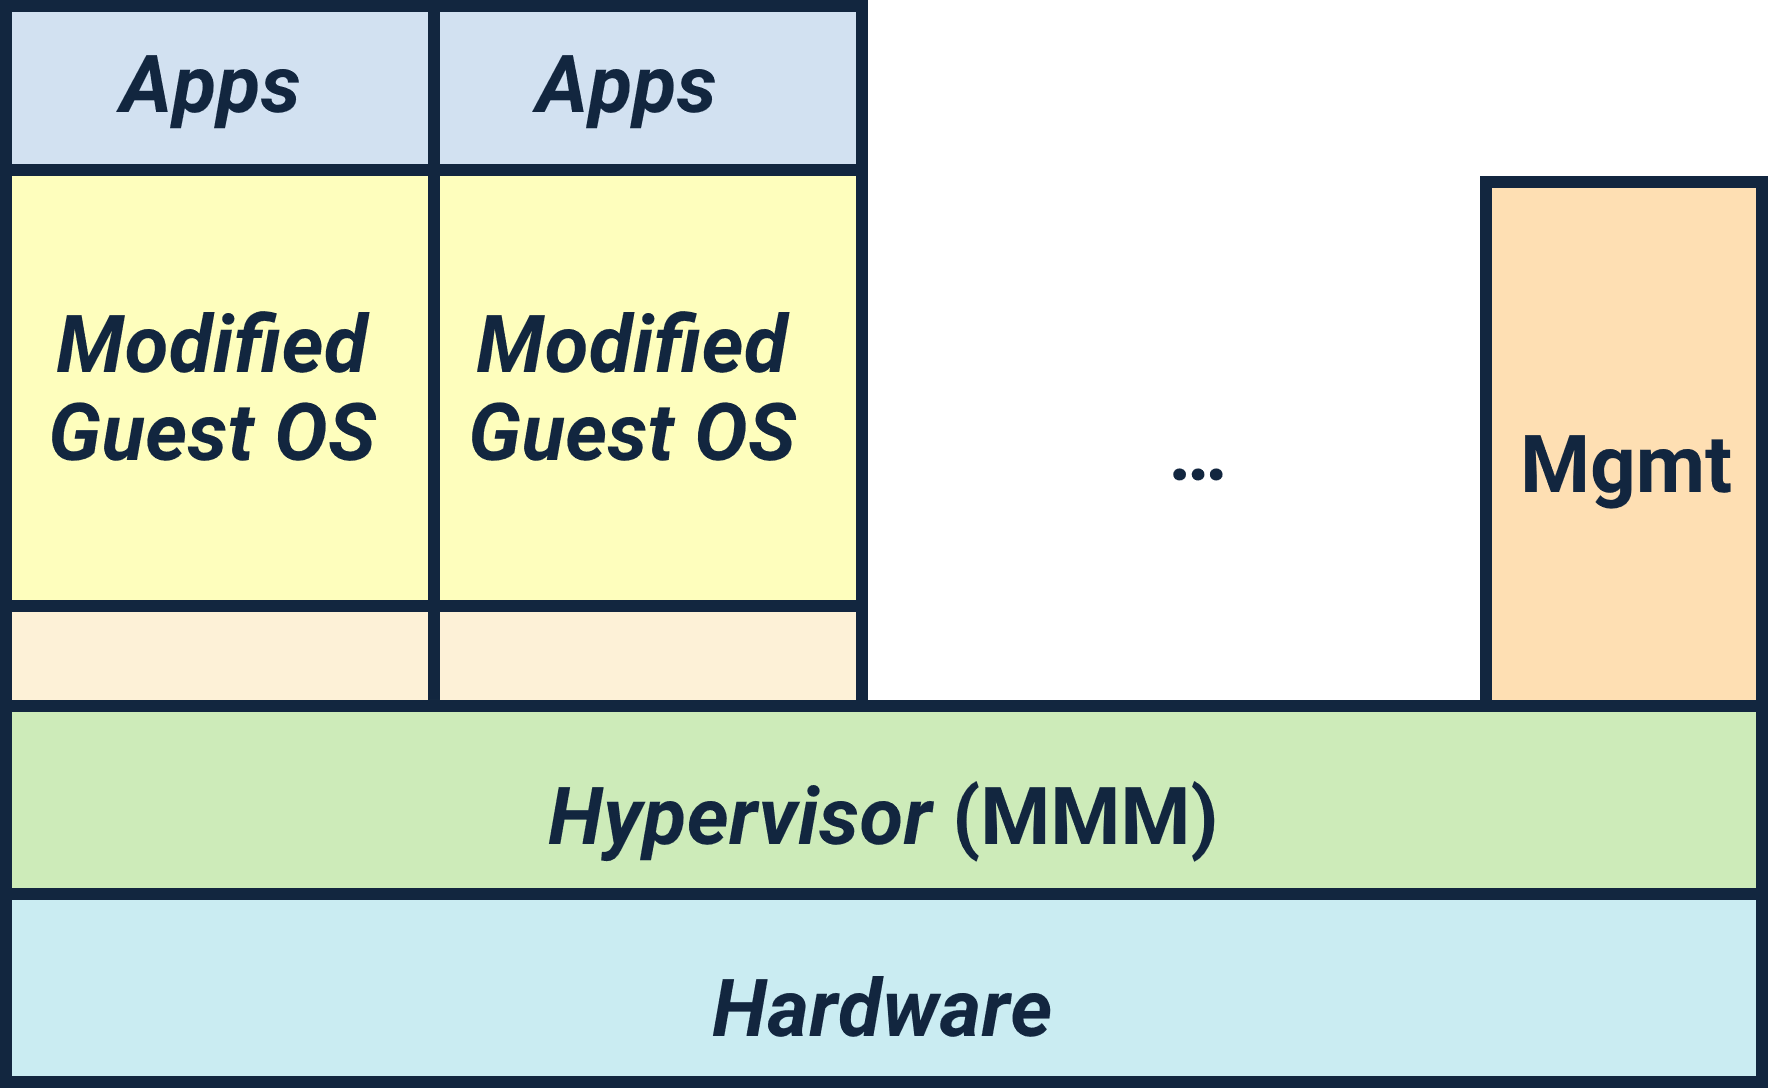 Apps
Apps
Modified
Guest OS
Modified
Guest OS
...
Mgmt
Hypervisor (MMM)
Hardware